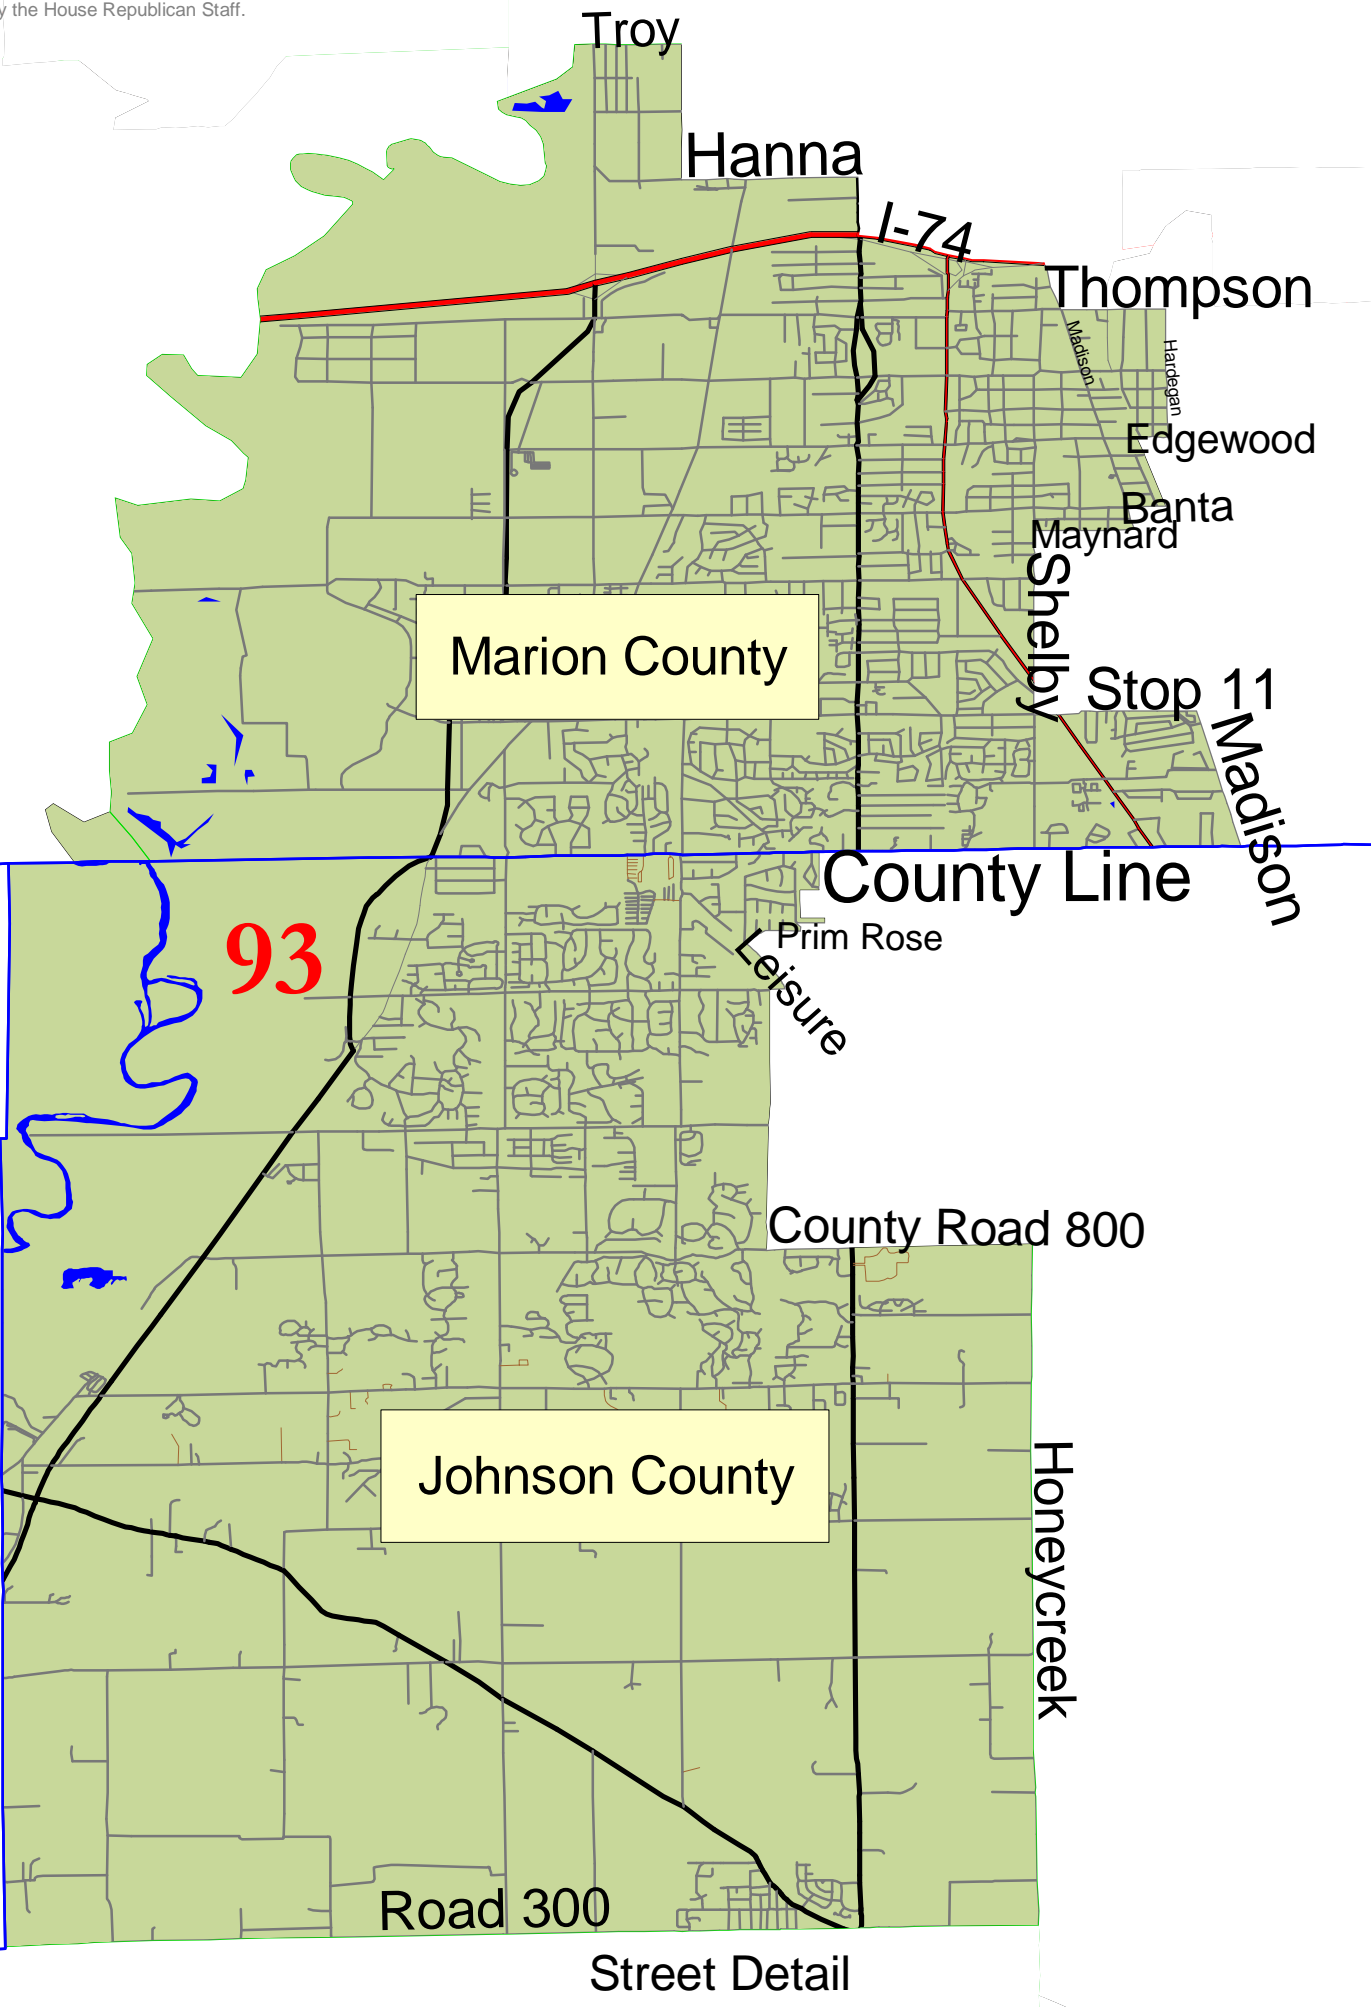 y the House Republican Staff.
Troy
Hanna
I-74
Thompson
Madison
Hardegan
Edgewood
Banta
Maynard
Shelby
Marion County
Stop 11
Madison
County Line
93
Prim Rose
Leisure
County Road 800
Johnson County
Honeycreek
Road 300
Street Detail